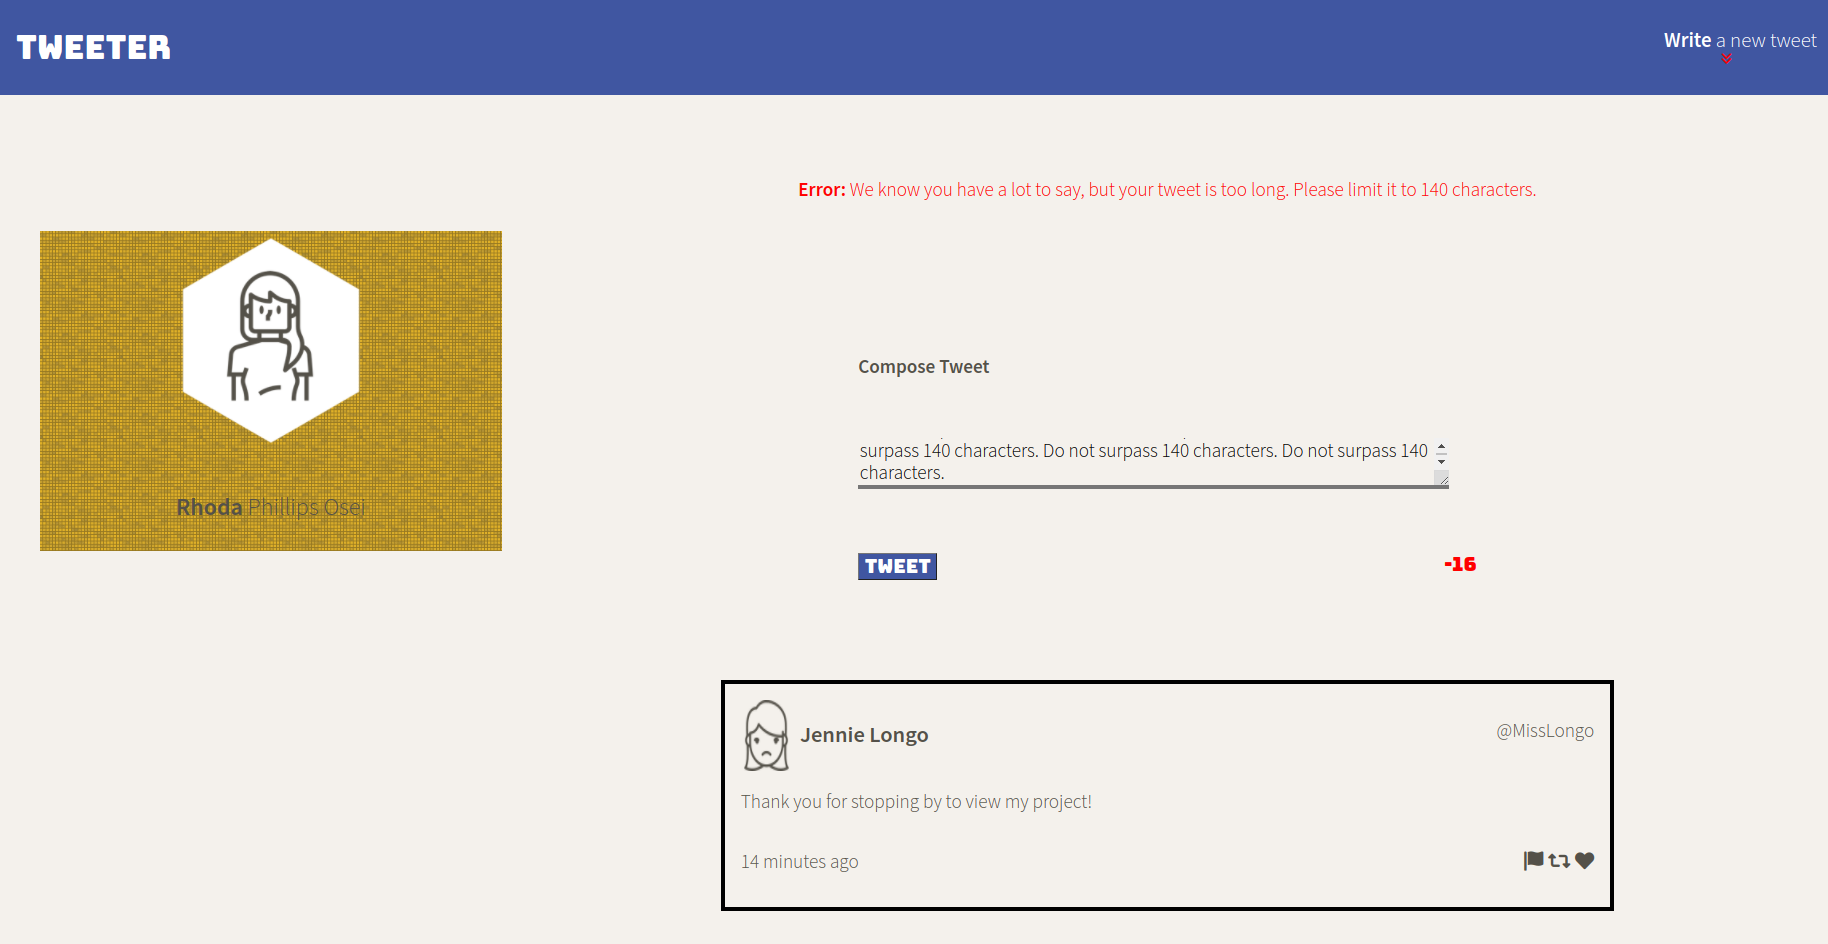 TWEETER
Write a new tweet
Error: We know you have a lot to say, but your tweet is too long. Please limit it to 140 characters.
Rhoda Phillips Osei
Compose Tweet
surpass 140 characters. Do not surpass 140 characters. Do not surpass 140
characters.
TWEET
-16
Jennie Longo
@MissLongo
Thank you for stopping by to view my project!
14 minutes ago